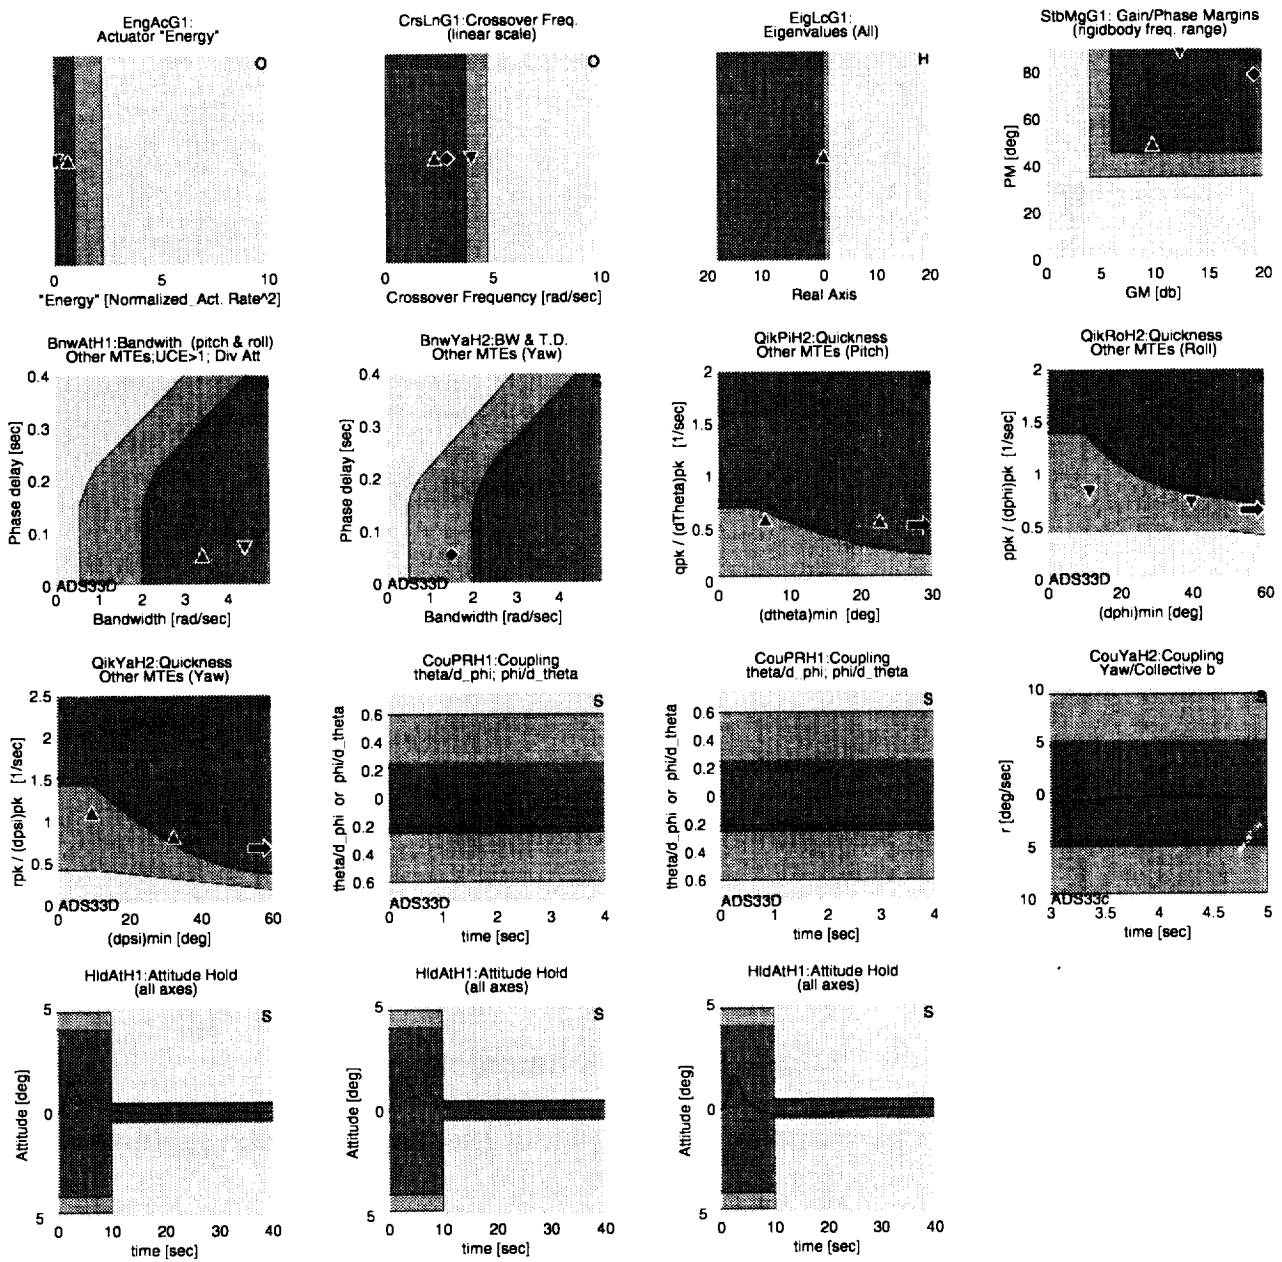 EngAcG1:
Actuator "Energy"
O
0 5 10
"Energy" [Normalized_Act. Rate^2]
CrsLnG1:Crossover Freq.
(linear scale)
O
0 5 10
Crossover Frequency [rad/sec]
EigLcG1:
Eigenvalues (All)
H
20 10 0 10 20
Real Axis
StbMgG1: Gain/Phase Margins
(rigidbody freq. range)
PM [deg]
80
60
40
20
0
0 5 10 15 20
GM [db]
BnwAtH1:Bandwith (pitch & roll)
Other MTEs;UCE>1; Div Att
Phase delay [sec]
0.4
0.3
0.2
0.1
0
ADS33D
0 1 2 3 4
Bandwidth [rad/sec]
BnwYaH2:BW & T.D.
Other MTEs (Yaw)
Phase delay [sec]
0.4
0.3
0.2
0.1
0
ADS33D
0 1 2 3 4
Bandwidth [rad/sec]
QikPiH2:Quickness
Other MTEs (Pitch)
qpk / (dTheta)pk [1/sec]
2
1.5
1
0.5
0
0 10 20 30
(dtheta)min [deg]
QikRoH2:Quickness
Other MTEs (Roll)
ppk / (dphi)pk [1/sec]
2
1.5
1
0.5
0
ADS33D
0 20 40 60
(dphi)min [deg]
QikYaH2:Quickness
Other MTEs (Yaw)
rpk / (dpsi)pk [1/sec]
2.5
2
1.5
1
0.5
0
ADS33D
0 20 40 60
(dpsi)min [deg]
CouPRH1:Coupling
theta/d_phi; phi/d_theta
S
theta/d_phi or phi/d_theta
0.6
0.4
0.2
0
0.2
0.4
0.6
ADS33D
0 1 2 3 4
time [sec]
CouPRH1:Coupling
theta/d_phi; phi/d_theta
S
theta/d_phi or phi/d_theta
0.6
0.4
0.2
0
0.2
0.4
0.6
ADS33D
0 1 2 3 4
time [sec]
CouYaH2:Coupling
Yaw/Collective b
S
r [deg/sec]
10
5
0
5
10
ADS33c
3 3.5 4 4.5 5
time [sec]
HldAtH1:Attitude Hold
(all axes)
S
Attitude [deg]
5
0
5
0 10 20 30 40
time [sec]
HldAtH1:Attitude Hold
(all axes)
S
Attitude [deg]
5
0
5
0 10 20 30 40
time [sec]
HldAtH1:Attitude Hold
(all axes)
S
Attitude [deg]
5
0
5
0 10 20 30 40
time [sec]